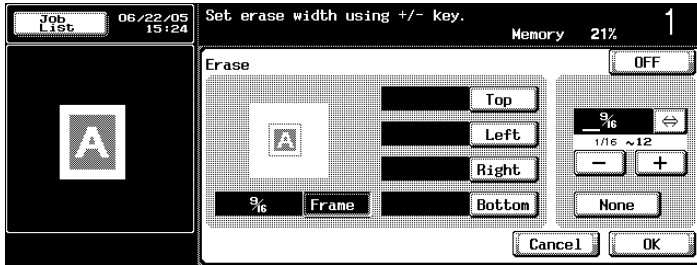 Job List
06/22/05
15:24
Set erase width using +/- key.
Memory 21%
1
Erase
OFF
A
A
Top
Left
Right
Bottom
9/16 Frame
9/16 ⇔
1/16 ~12
− +
None
Cancel OK